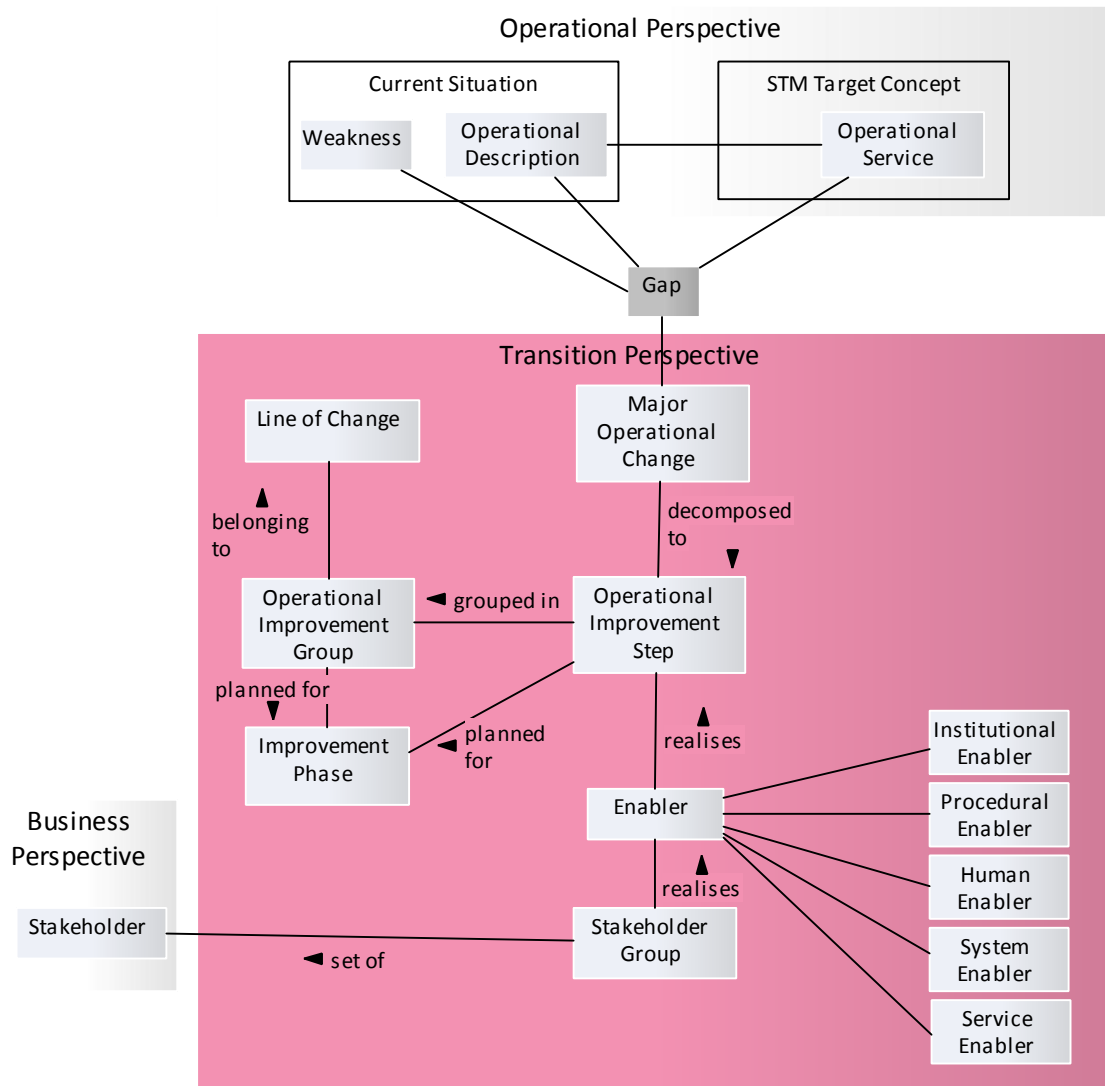 Operational Perspective
Current Situation
STM Target Concept
Weakness
Operational
Description
Operational
Service
Gap
Transition Perspective
Line of Change
Major
Operational
Change
belonging
to
decomposed
to
Operational
Improvement
Group
grouped in
Operational
Improvement
Step
planned for
Improvement
Phase
planned
for
realises
Institutional
Enabler
Enabler
Procedural
Enabler
Business
Perspective
realises
Human
Enabler
Stakeholder
set of
Stakeholder
Group
System
Enabler
Service
Enabler